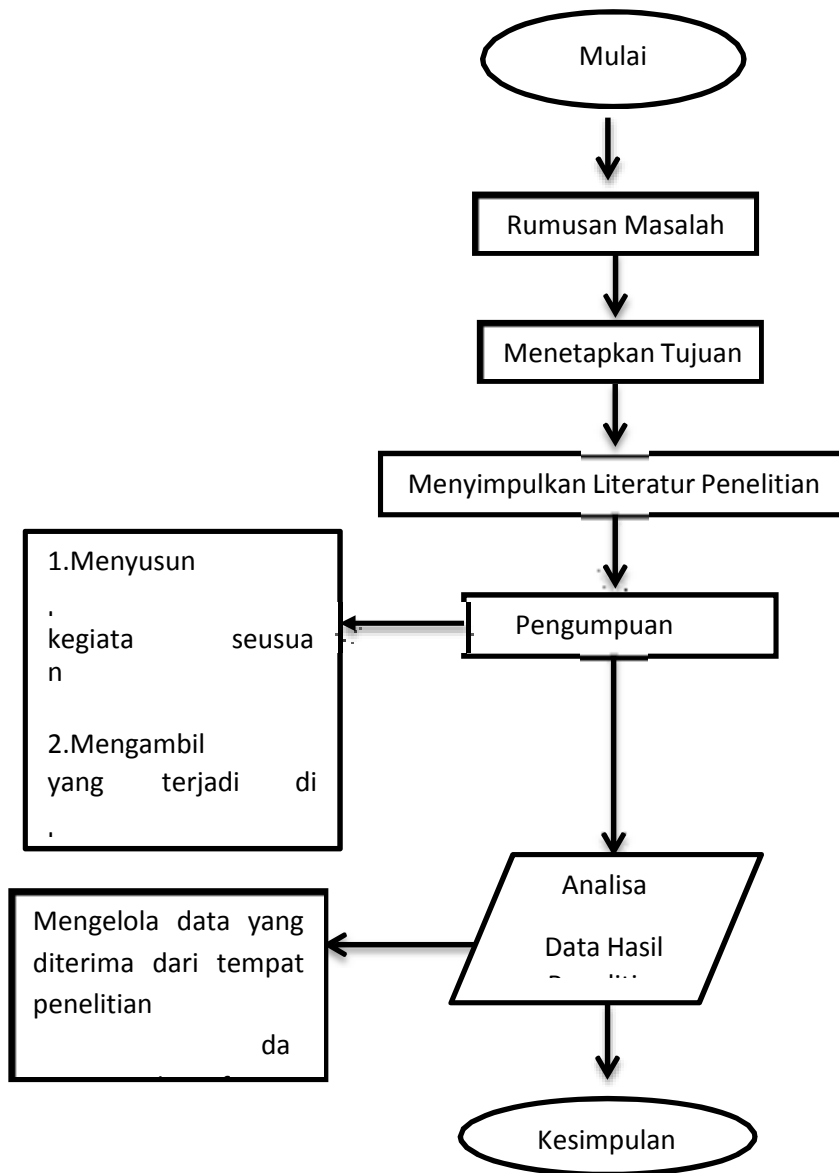 Mulai
Rumusan Masalah
Menetapkan Tujuan
Menyimpulkan Literatur Penelitian
Pengumpuan
1.Menyusun
kegiata seusua
n
2.Mengambil
yang terjadi di
Analisa
Data Hasil
Mengelola data yang
diterima dari tempat
penelitian
da
Kesimpulan